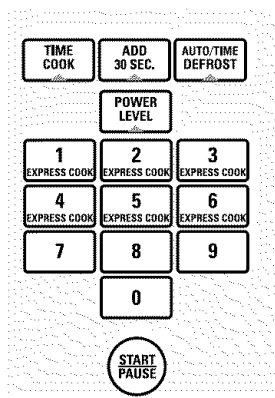 TIME ADD AUTO/TIME
COOK 30 SEC. DEFROST
POWER
LEVEL
1 2 3
EXPRESS COOK EXPRESS COOK EXPRESS COOK
4 5 6
EXPRESS COOK EXPRESS COOK EXPRESS COOK
7 8 9
0
START
PAUSE